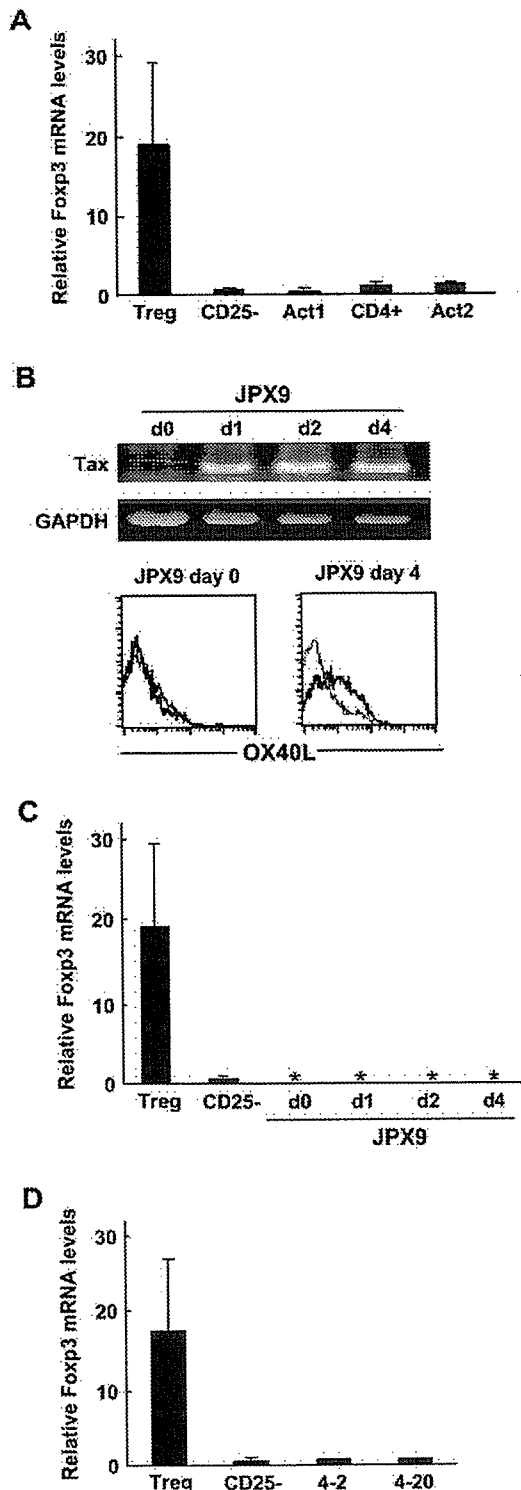 A
Relative Foxp3 mRNA levels
30
20
10
0
Treg CD25- Act1 CD4+ Act2
B
JPX9
d0 d1 d2 d4
Tax
GAPDH
JPX9 day 0 JPX9 day 4
OX40L
C
Relative Foxp3 mRNA levels
30
20
10
0
* * * *
Treg CD25- d0 d1 d2 d4
JPX9
D
Relative Foxp3 mRNA levels
30
20
10
0
Treg CD25- 4-2 4-20